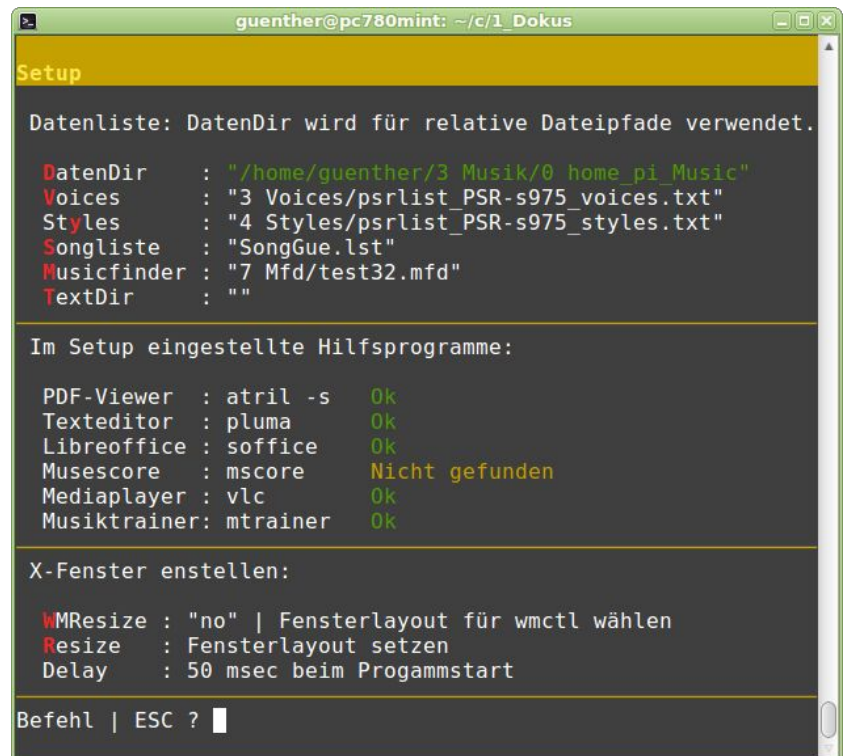 guenther@pc780mint: ~/c/1_Dokus
Setup
Datenliste: DatenDir wird für relative Dateipfade verwendet.
DatenDir : "/home/guenther/3 Musik/0 home_pi_Music"
Voices : "3 Voices/psrlist_PSR-s975_voices.txt"
Styles : "4 Styles/psrlist_PSR-s975_styles.txt"
Songliste : "SongGue.lst"
Musicfinder : "7 Mfd/test32.mfd"
TextDir : ""
Im Setup eingestellte Hilfsprogramme:
PDF-Viewer : atril -s Ok
Texteditor : pluma Ok
Libreoffice : soffice Ok
Musescore : mscore Nicht gefunden
Mediaplayer : vlc Ok
Musiktrainer: mtrainer Ok
X-Fenster enstellen:
WMResize : "no" | Fensterlayout für wmctl wählen
Resize : Fensterlayout setzen
Delay : 50 msec beim Progammstart
Befehl | ESC ?